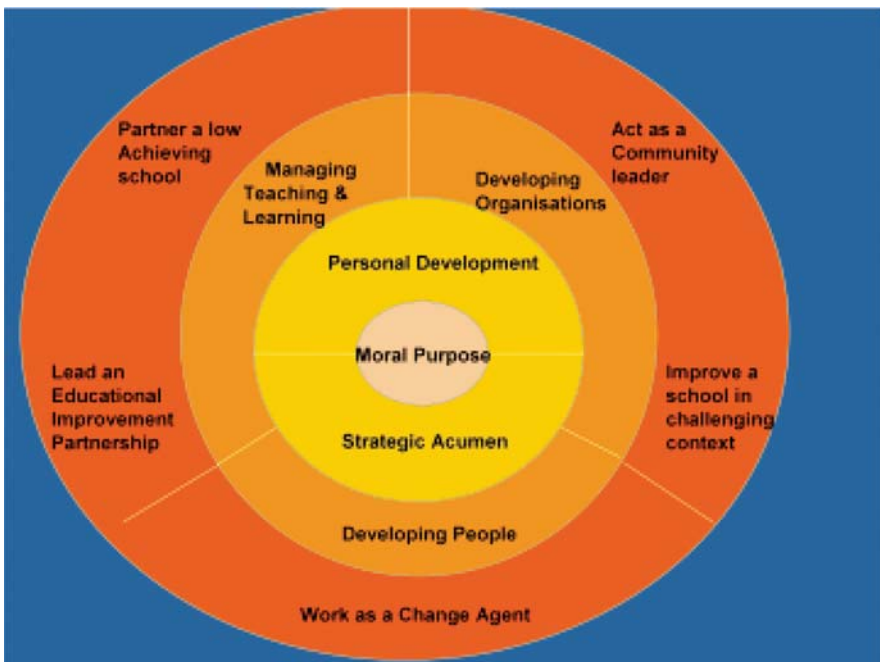 Partner a low
Achieving
school
Act as a
Community
leader
Managing
Teaching &
Learning
Developing
Organisations
Personal Development
Moral Purpose
Lead an
Educational
Improvement
Partnership
Improve a
school in
challenging
context
Strategic Acumen
Developing People
Work as a Change Agent